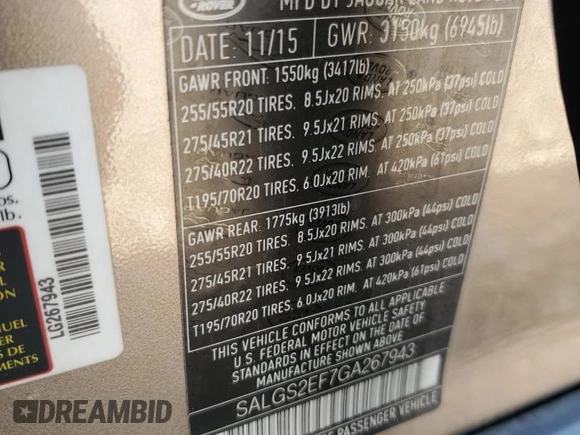 ROVER
MFD BY JAGUAR LAND ROVER
DATE: 11/15 GWR: 3150kg (6945lb)
GAWR FRONT: 1550kg (3417lb)
255/55R20 TIRES. 8.5Jx20 RIMS. AT 250kPa (37psi) COLD
275/45R21 TIRES. 9.5Jx21 RIMS. AT 250kPa (37psi) COLD
275/40R22 TIRES. 9.5Jx22 RIMS. AT 250kPa (37psi) COLD
T195/70R20 TIRES. 6.0Jx20 RIM. AT 420kPa (61psi) COLD
GAWR REAR: 1775kg (3913lb)
255/55R20 TIRES. 8.5Jx20 RIMS. AT 300kPa (44psi) COLD
275/45R21 TIRES. 9.5Jx21 RIMS. AT 300kPa (44psi) COLD
275/40R22 TIRES. 9.5Jx22 RIMS. AT 300kPa (44psi) COLD
T195/70R20 TIRES. 6.0Jx20 RIM. AT 420kPa (61psi) COLD
THIS VEHICLE CONFORMS TO ALL APPLICABLE
U.S. FEDERAL MOTOR VEHICLE SAFETY
STANDARDS IN EFFECT ON THE DATE OF
MANUFACTURE SHOWN ABOVE
SALGS2EF7GA267943
PASSENGER VEHICLE
LG267943
lb.
DE
MENTS
DREAMBID